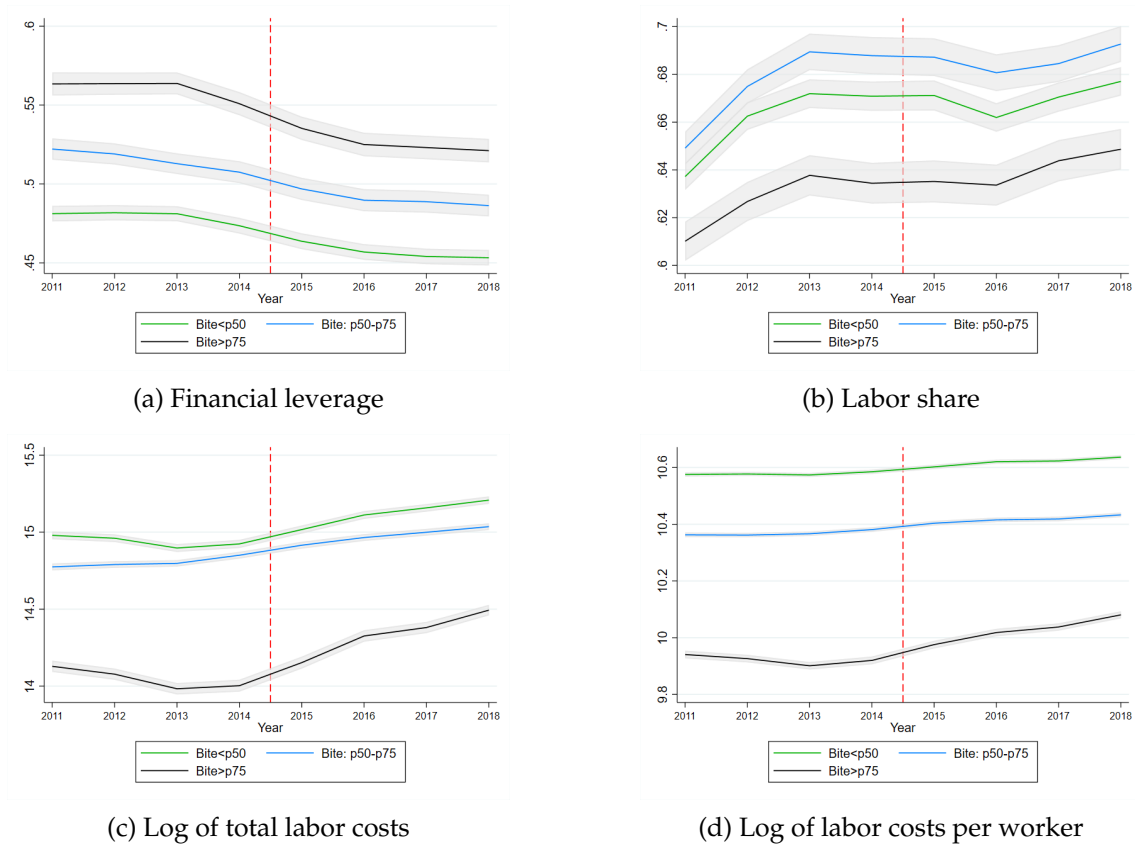 .6
.55
.5
.45
2011 2012 2013 2014 2015 2016 2017 2018
Year
Bite<p50 Bite: p50-p75
Bite>p75
(a) Financial leverage
.7
.68
.66
.64
.62
.6
2011 2012 2013 2014 2015 2016 2017 2018
Year
Bite<p50 Bite: p50-p75
Bite>p75
(b) Labor share
15.5
15
14.5
14
2011 2012 2013 2014 2015 2016 2017 2018
Year
Bite<p50 Bite: p50-p75
Bite>p75
(c) Log of total labor costs
10.6
10.4
10.2
10
9.8
2011 2012 2013 2014 2015 2016 2017 2018
Year
Bite<p50 Bite: p50-p75
Bite>p75
(d) Log of labor costs per worker